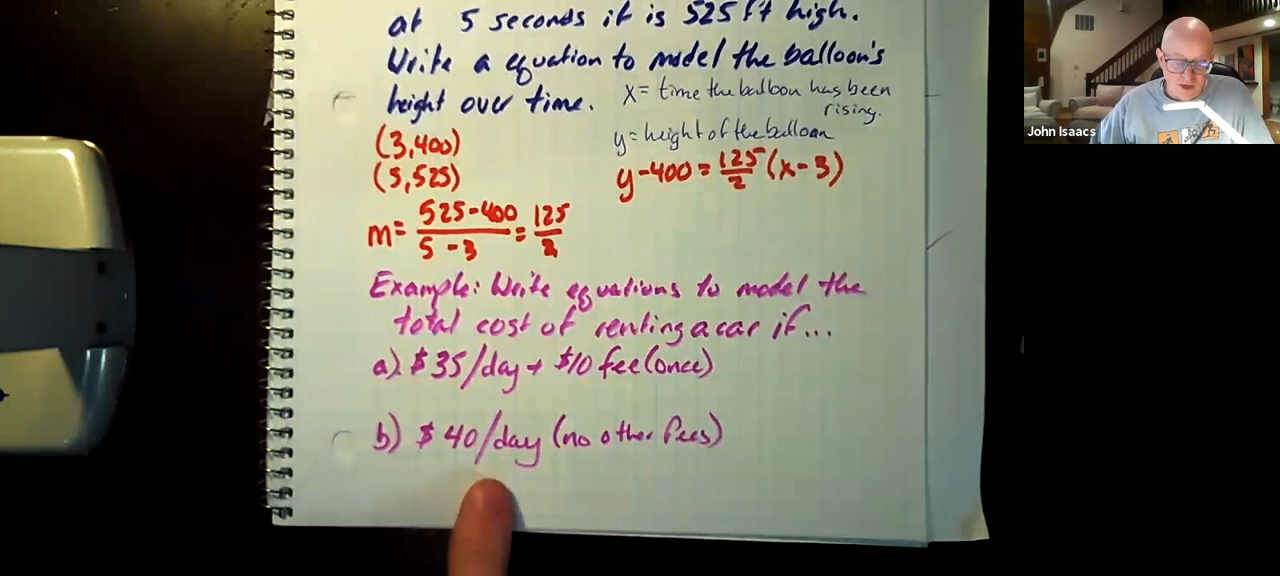 at 5 seconds it is 525 ft high.
Write a equation to model the balloon's
height over time.
x = time the balloon has been
rising.
y = height of the balloon
(3,400)
(5,525)
y-400 = 125/2 (x-3)
m = 525-400/5-3 = 125/2
Example: Write equations to model the
total cost of renting a car if...
a) $35/day + $10 fee (once)
b) $40/day (no other fees)
John Isaacs